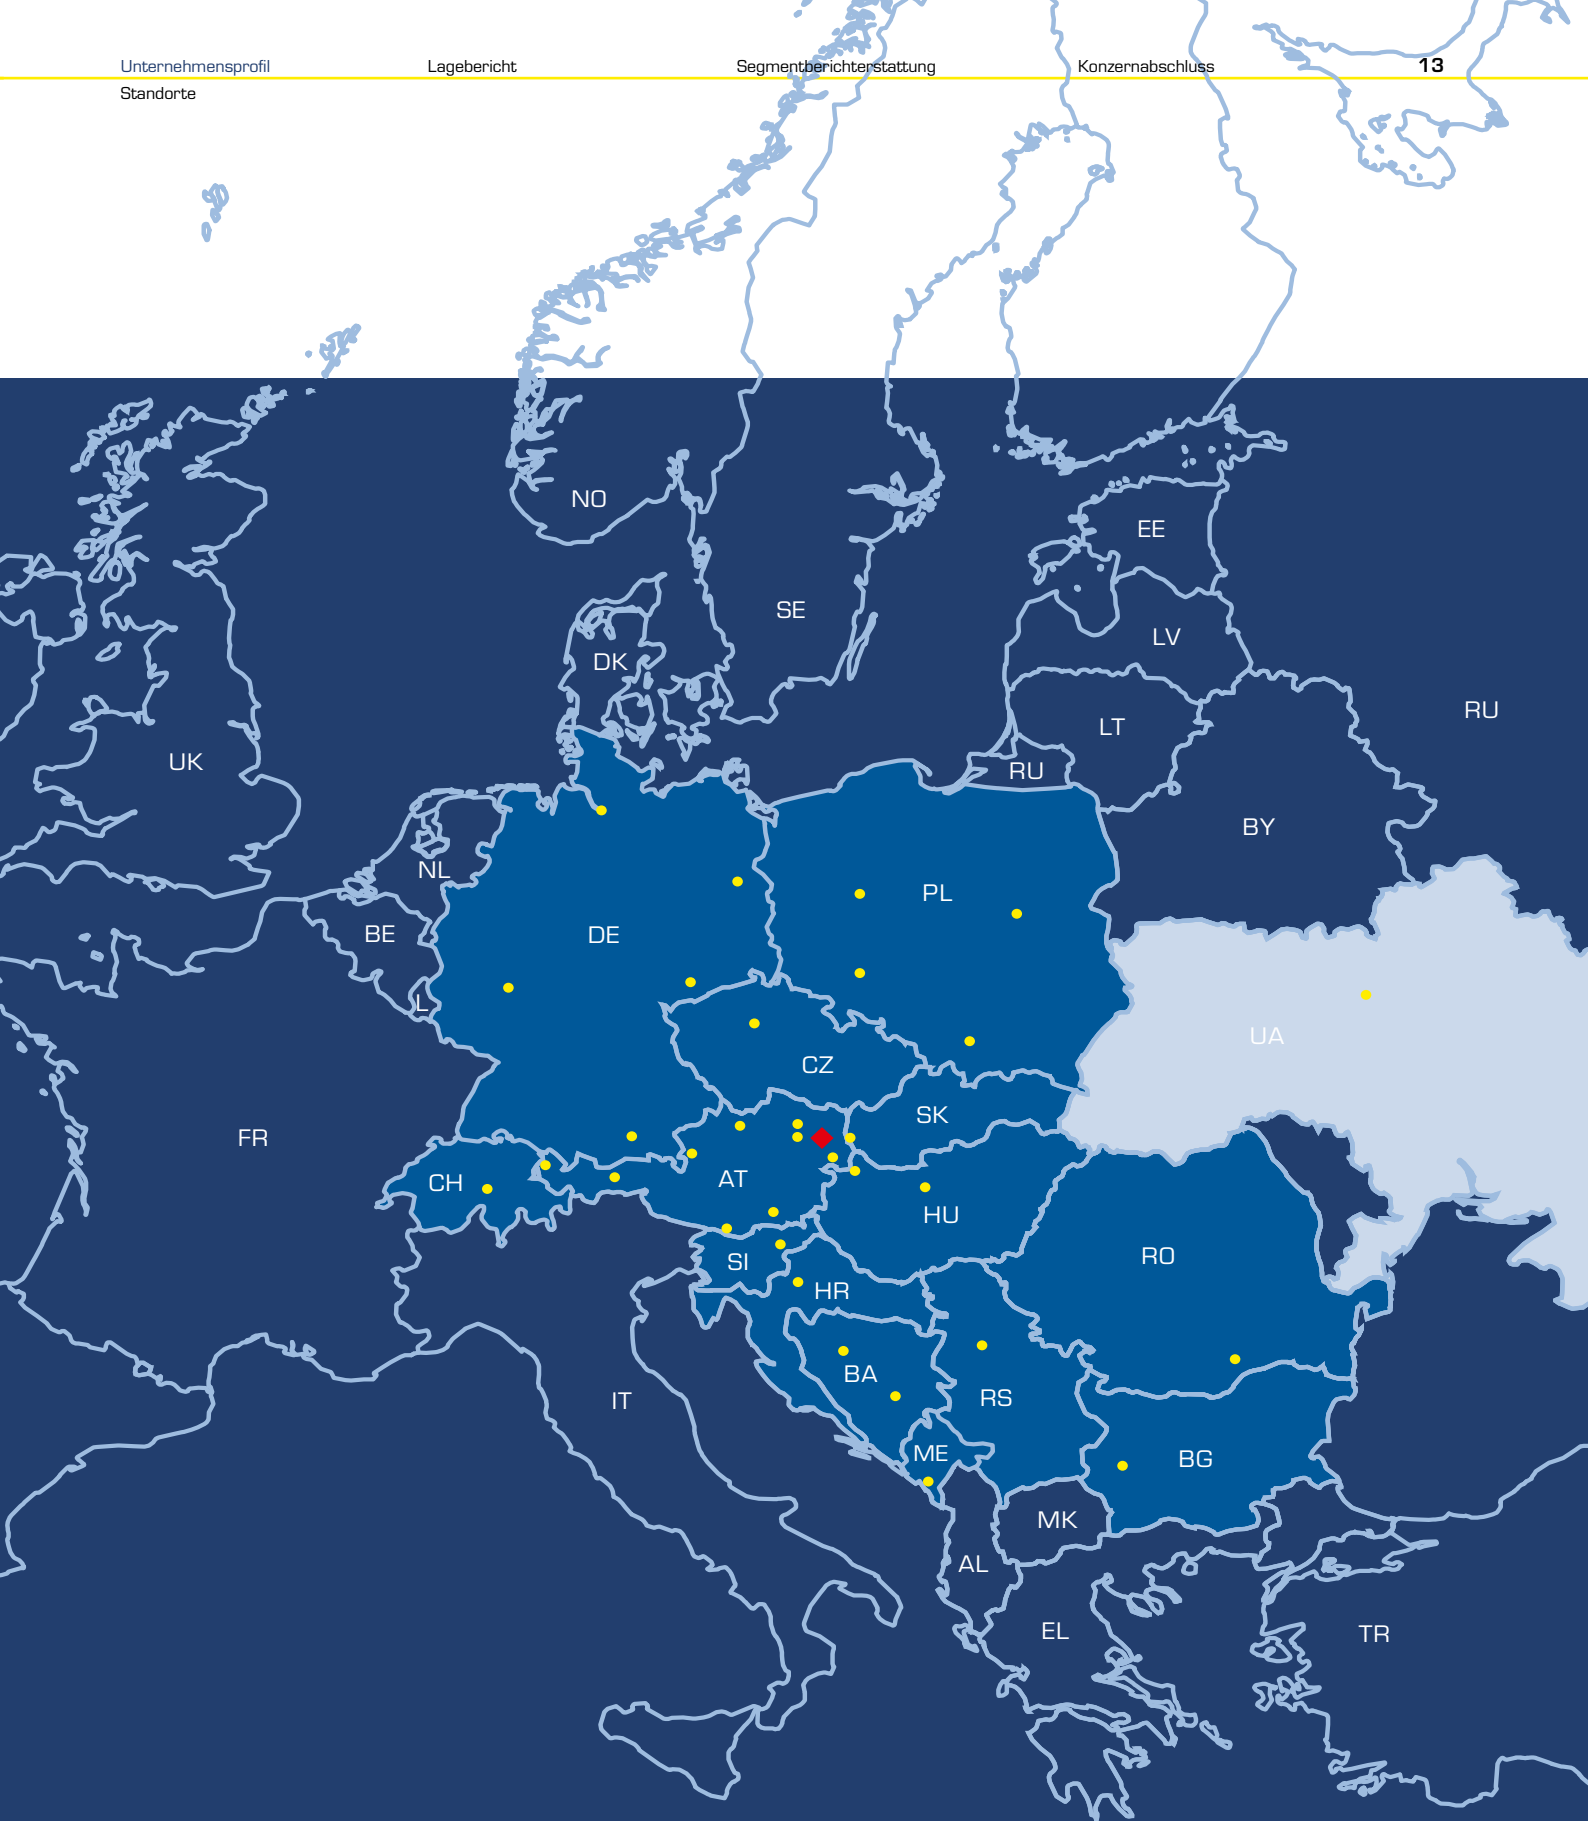 Unternehmensprofil Lagebericht Segmentberichterstattung Konzernabschluss 13
Standorte
NO
EE
SE
LV
DK
RU
LT
UK
RU
BY
NL
PL
BE
DE
L
UA
CZ
SK
FR
AT
CH
HU
RO
SI
HR
BA
RS
IT
ME
BG
MK
AL
EL
TR